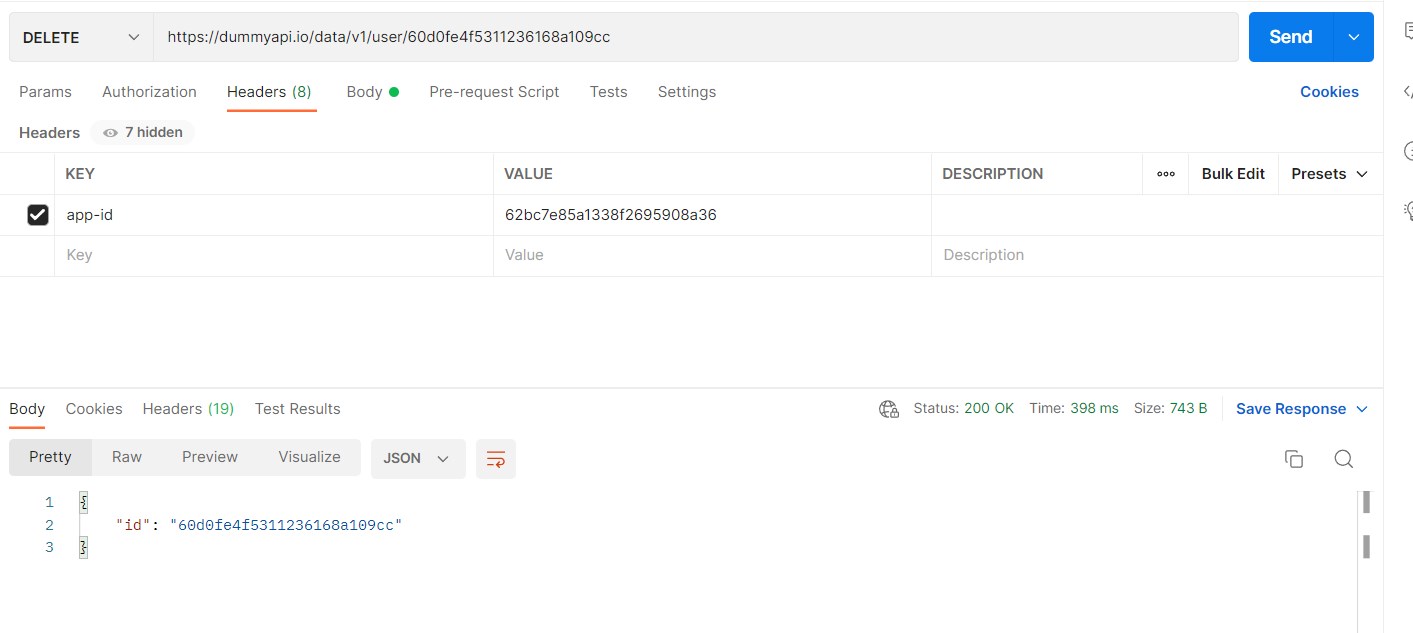 DELETE https://dummyapi.io/data/v1/user/60d0fe4f5311236168a109cc Send
Params Authorization Headers (8) Body Pre-request Script Tests Settings Cookies
Headers 7 hidden
KEY VALUE DESCRIPTION Bulk Edit Presets
app-id 62bc7e85a1338f2695908a36
Key Value Description
Body Cookies Headers (19) Test Results Status: 200 OK Time: 398 ms Size: 743 B Save Response
Pretty Raw Preview Visualize JSON
1 {
2 "id": "60d0fe4f5311236168a109cc"
3 }